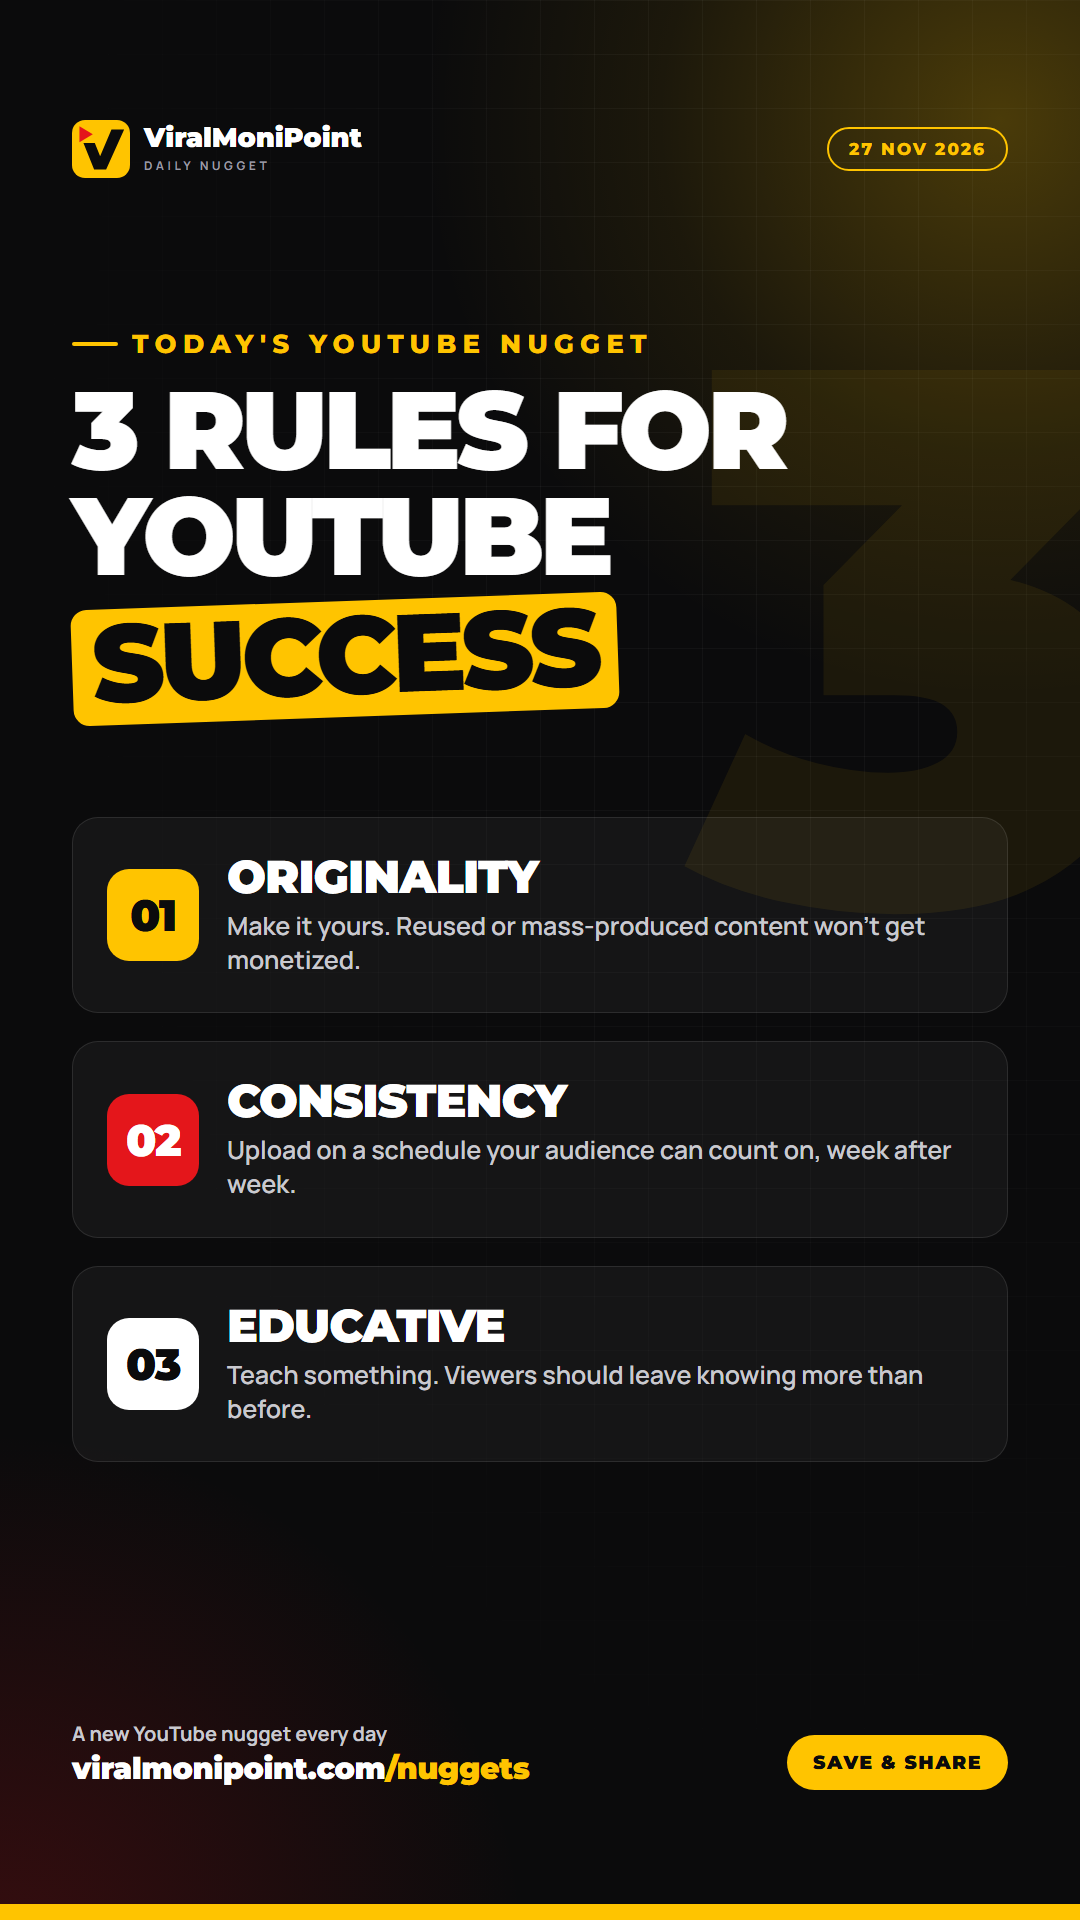 ViralMoniPoint
DAILY NUGGET
27 NOV 2026
TODAY'S YOUTUBE NUGGET
3 RULES FOR
YOUTUBE
SUCCESS
3
01
ORIGINALITY
Make it yours. Reused or mass-produced content won't get
monetized.
02
CONSISTENCY
Upload on a schedule your audience can count on, week after
week.
03
EDUCATIVE
Teach something. Viewers should leave knowing more than
before.
A new YouTube nugget every day
viralmonipoint.com/nuggets
SAVE & SHARE